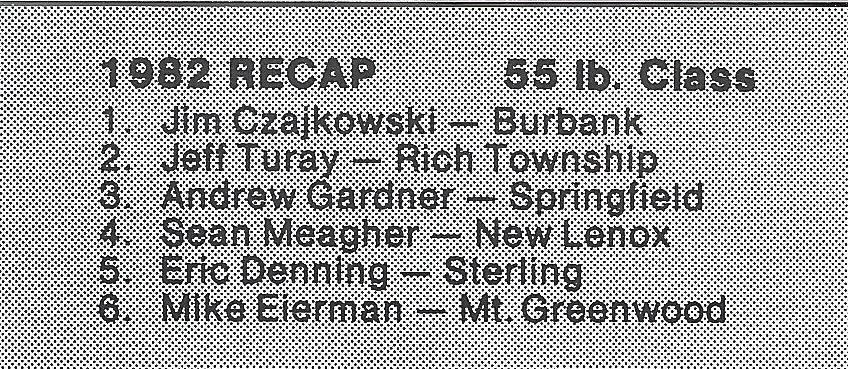 1982 RECAP 55 lb. Class
1. Jim Czajkowski — Burbank
2. Jeff Turay — Rich Township
3. Andrew Gardner — Springfield
4. Sean Meagher — New Lenox
5. Eric Denning — Sterling
6. Mike Eierman — Mt. Greenwood